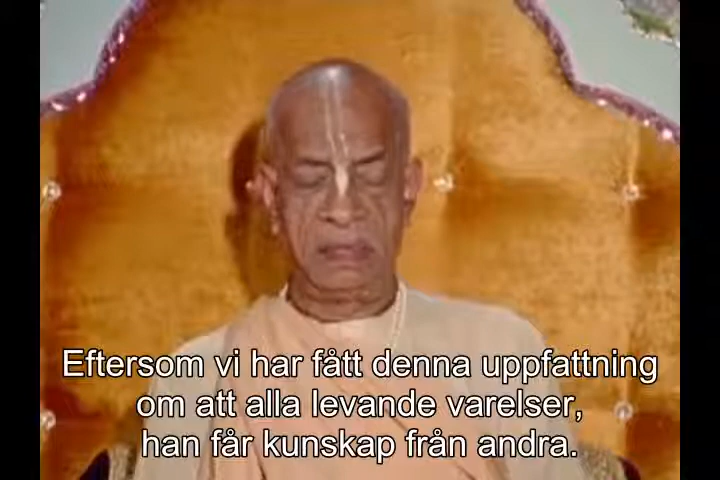 Eftersom vi har fått denna uppfattning
om att alla levande varelser,
han får kunskap från andra.